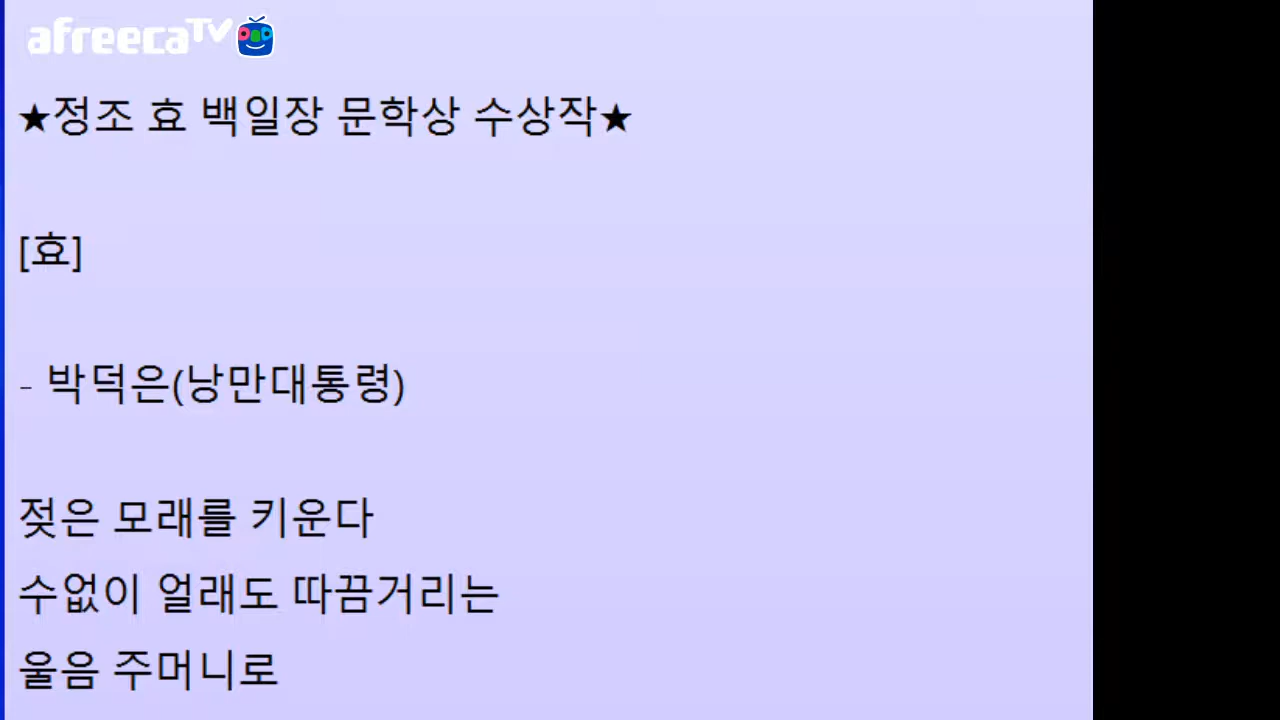 afreecaTV
★정조 효 백일장 문학상 수상작★
[효]
- 박덕은(낭만대통령)
젖은 모래를 키운다
수없이 얼래도 따끔거리는
울음 주머니로